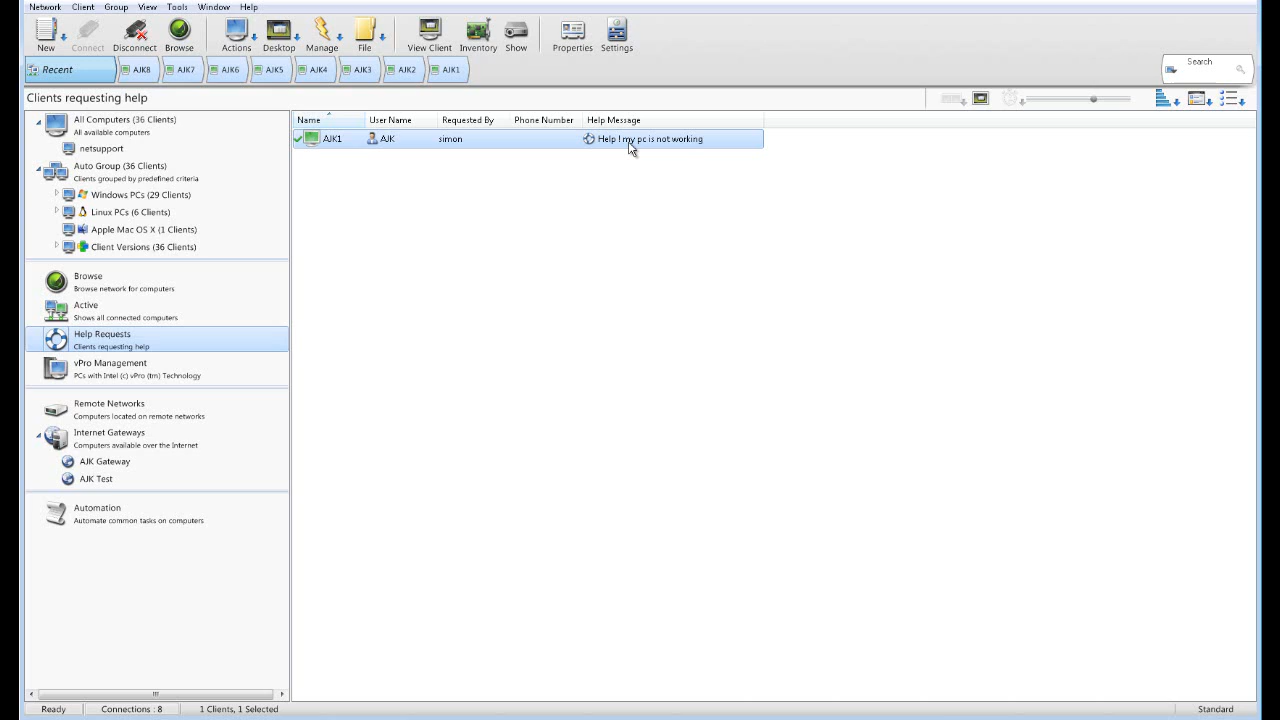 Network Client Group View Tools Window Help
New Connect Disconnect Browse Actions Desktop Manage File View Client Inventory Show Properties Settings
Recent AJK8 AJK7 AJK6 AJK5 AJK4 AJK3 AJK2 AJK1 Search
Clients requesting help
All Computers (36 Clients)
All available computers
netsupport
Auto Group (36 Clients)
Clients grouped by predefined criteria
Windows PCs (29 Clients)
Linux PCs (6 Clients)
Apple Mac OS X (1 Clients)
Client Versions (36 Clients)
Browse
Browse network for computers
Active
Shows all connected computers
Help Requests
Clients requesting help
vPro Management
PCs with Intel (c) vPro (tm) Technology
Remote Networks
Computers located on remote networks
Internet Gateways
Computers available over the Internet
AJK Gateway
AJK Test
Automation
Automate common tasks on computers
Name User Name Requested By Phone Number Help Message
AJK1 AJK simon Help ! my pc is not working
Ready Connections : 8 1 Clients, 1 Selected Standard